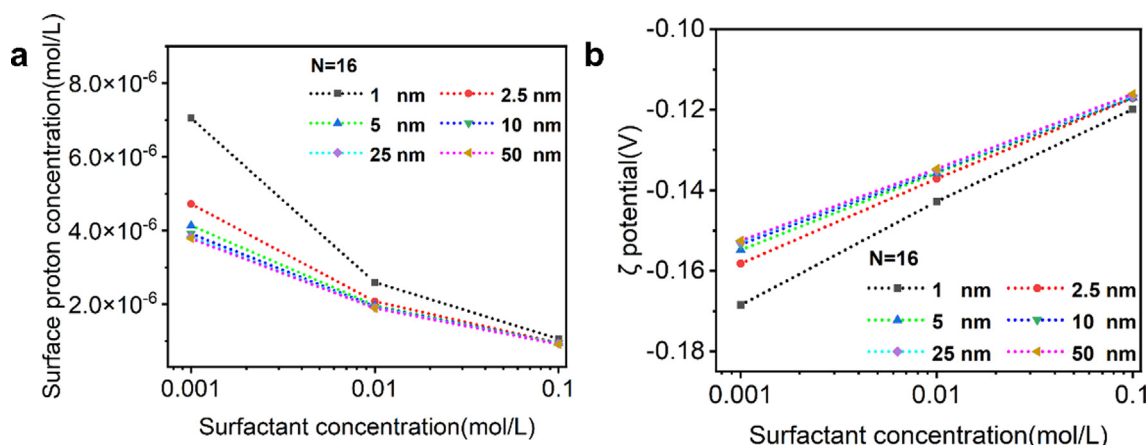 a
Surface proton concentration(mol/L)
8.0×10-6
6.0×10-6
4.0×10-6
2.0×10-6
N=16
1 nm
2.5 nm
5 nm
10 nm
25 nm
50 nm
0.001
0.01
0.1
Surfactant concentration(mol/L)
b
ζ potential(V)
-0.10
-0.12
-0.14
-0.16
-0.18
N=16
1 nm
2.5 nm
5 nm
10 nm
25 nm
50 nm
0.001
0.01
0.1
Surfactant concentration(mol/L)